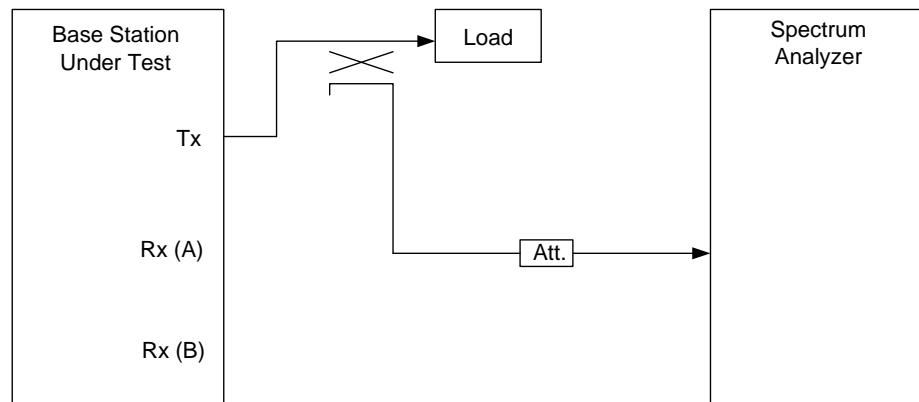 Base Station
Under Test
Load
Spectrum
Analyzer
Tx
Rx (A)
Att.
Rx (B)